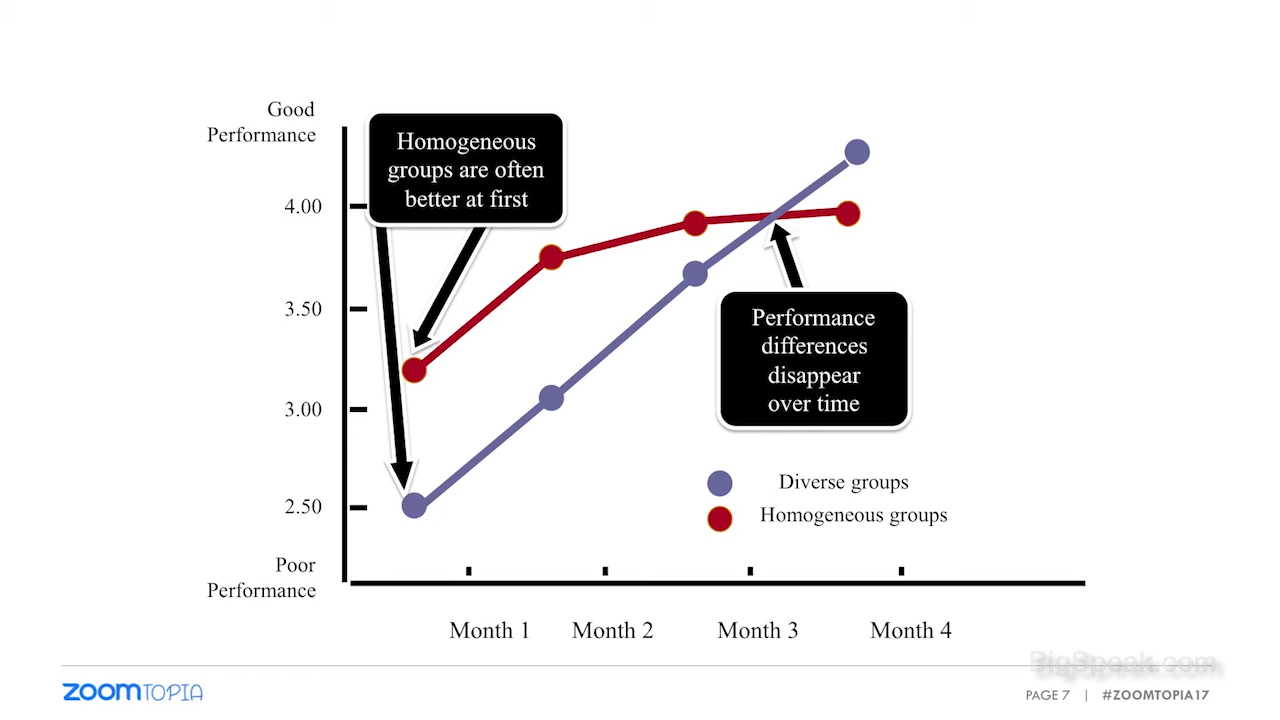 Good
Performance
Homogeneous
groups are often
better at first
4.00
3.50
3.00
2.50
Performance
differences
disappear
over time
Diverse groups
Homogeneous groups
Poor
Performance
Month 1
Month 2
Month 3
Month 4
BigSpeak.com
ZOOMTOPIA
PAGE 7 | #ZOOMTOPIA17